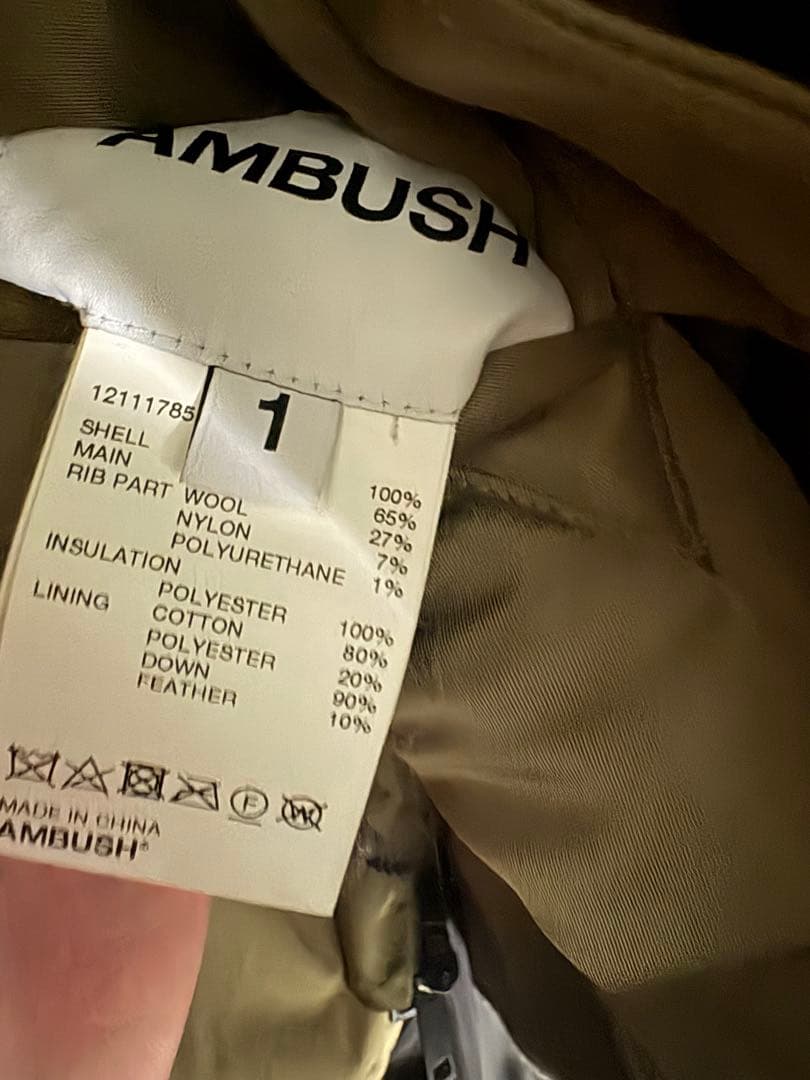 AMBUSH
12111785
1
SHELL
MAIN 100%
RIB PART WOOL 65%
NYLON 27%
POLYURETHANE 7%
1%
INSULATION
POLYESTER 100%
LINING COTTON 80%
POLYESTER 20%
DOWN 90%
FEATHER 10%
F
W
MADE IN CHINA
AMBUSH®